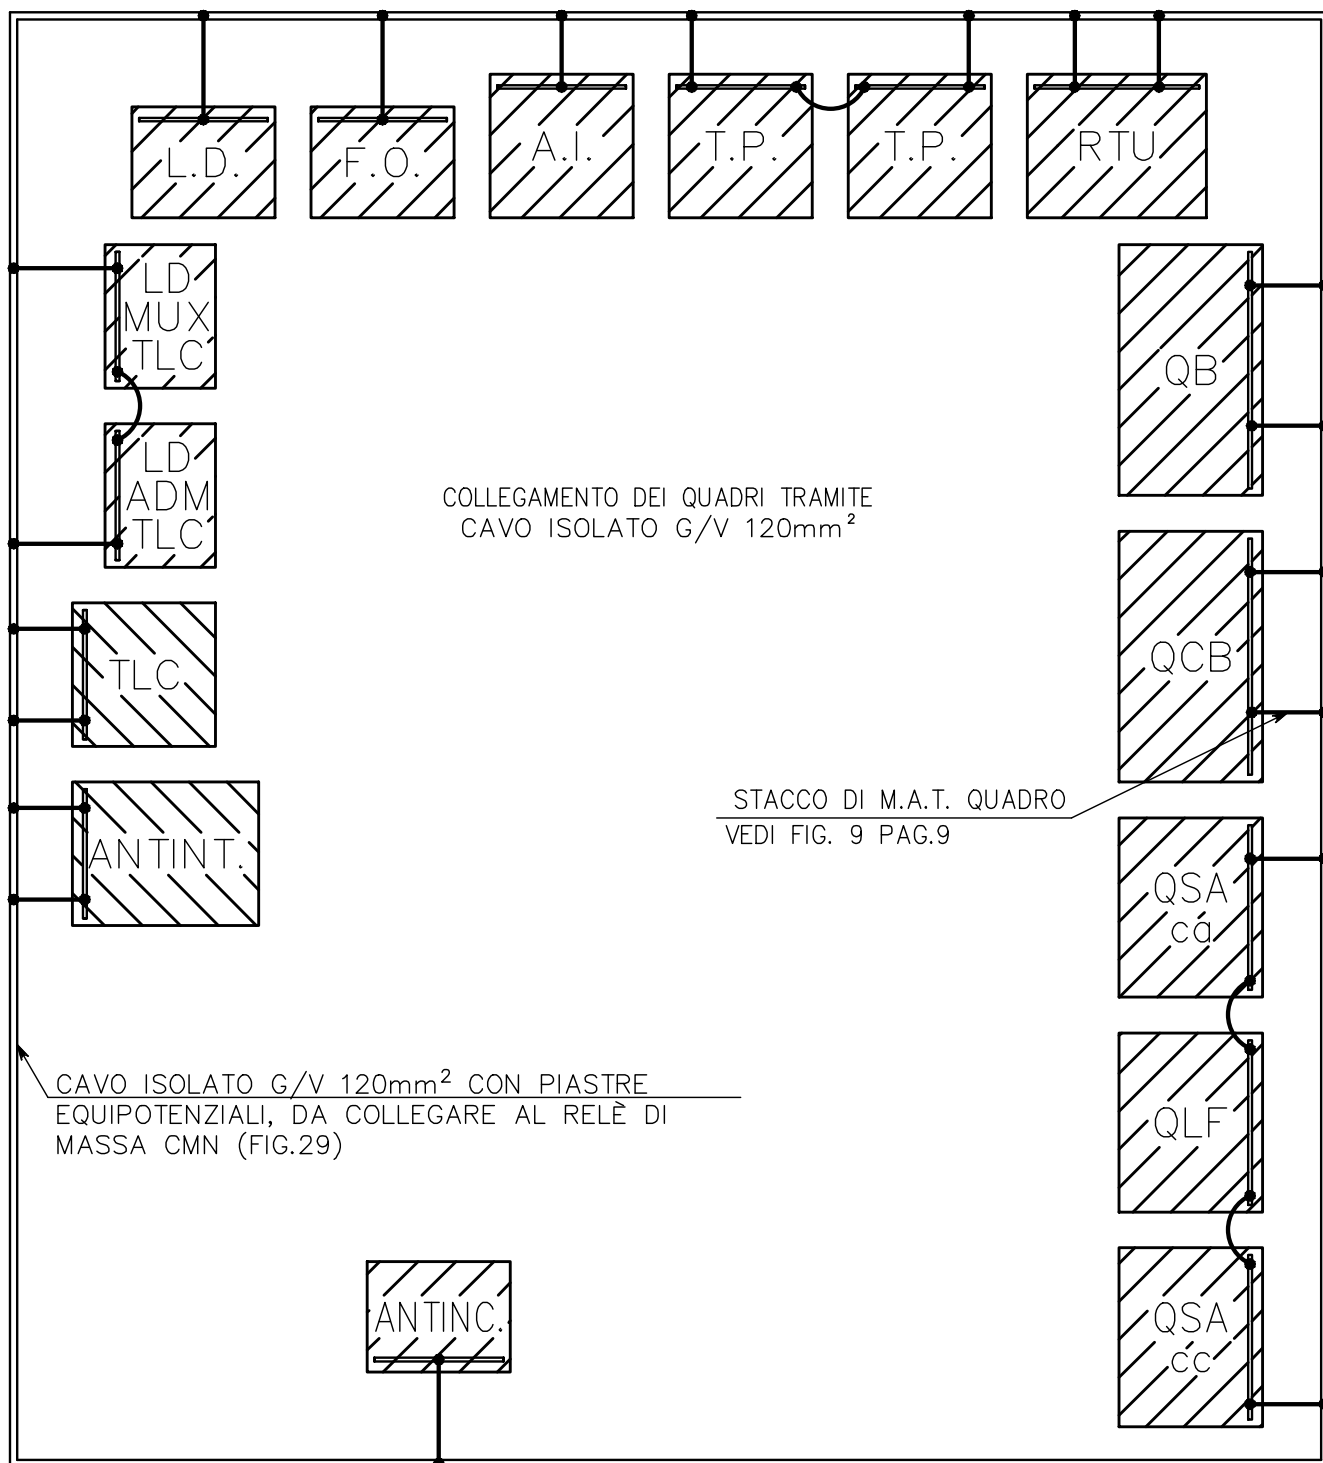 L.D.
F.O.
A.I.
T.P.
T.P.
RTU
LD
MUX
TLC
QB
LD
ADM
TLC
COLLEGAMENTO DEI QUADRI TRAMITE
CAVO ISOLATO G/V 120mm²
QCB
TLC
STACCO DI M.A.T. QUADRO
VEDI FIG. 9 PAG.9
ANTINT.
QSA
ca
CAVO ISOLATO G/V 120mm² CON PIASTRE
EQUIPOTENZIALI, DA COLLEGARE AL RELÈ DI
MASSA CMN (FIG.29)
QLF
ANTINC.
QSA
cc